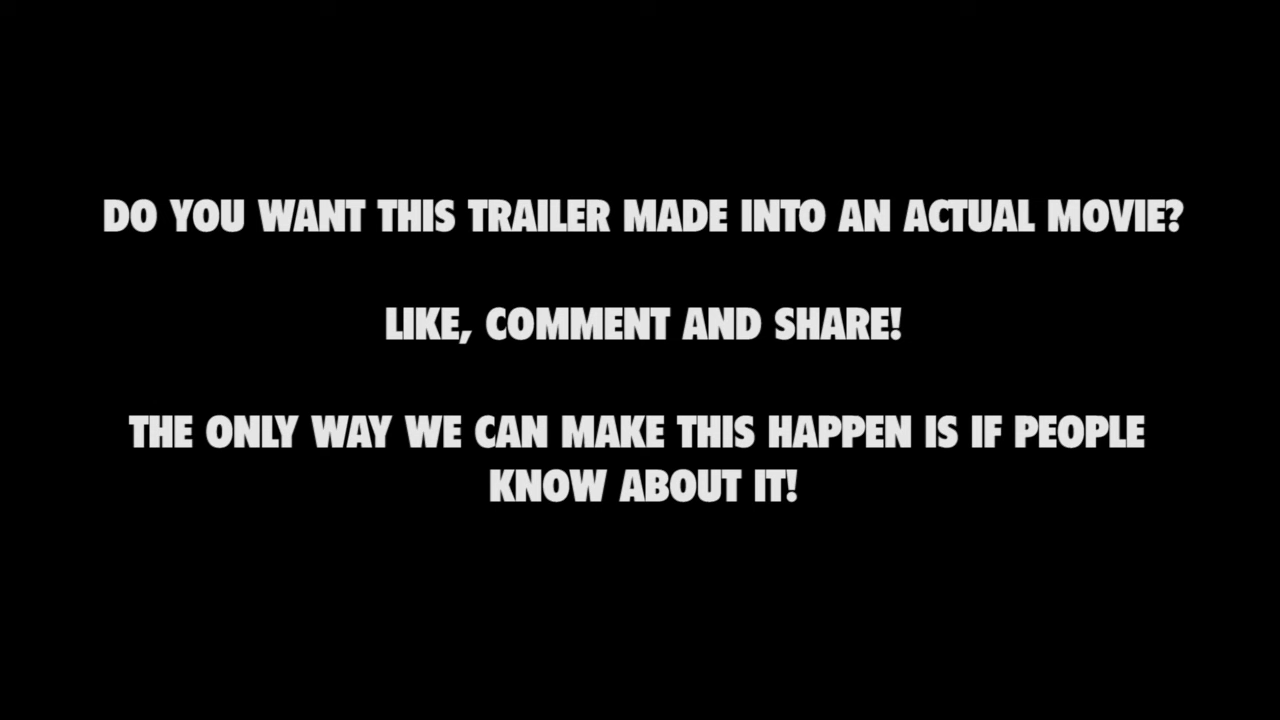 DO YOU WANT THIS TRAILER MADE INTO AN ACTUAL MOVIE?
LIKE, COMMENT AND SHARE!
THE ONLY WAY WE CAN MAKE THIS HAPPEN IS IF PEOPLE
KNOW ABOUT IT!